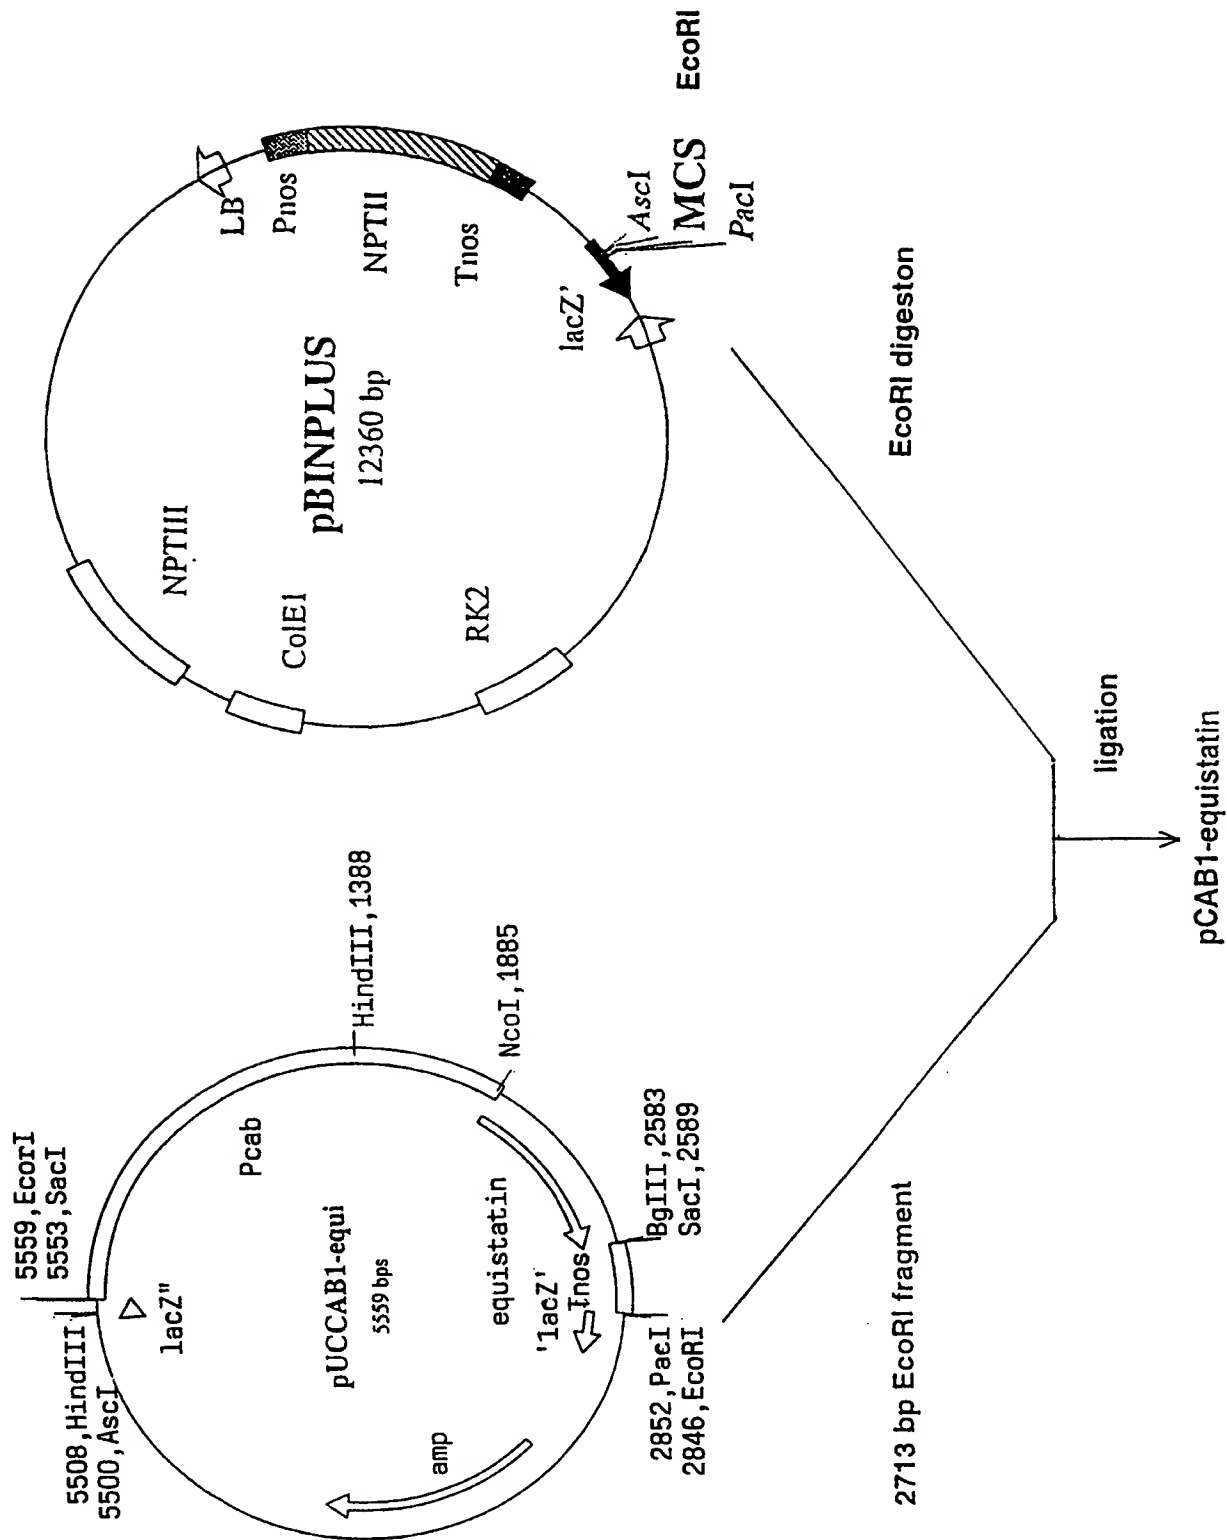 5559,EcorI
5553,SacI
5508,HindIII
5500,AscI
lacZ"
Pcab
HindIII,1388
pUCCAB1-equi
5559 bps
NcoI,1885
amp
equistatin
'lacZ'
Tnos
BglII,2583
SacI,2589
2852,PacI
2846,EcoRI
2713 bp EcoRI fragment
LB
Pnos
NPTII
Tnos
lacZ'
AscI
MCS
EcoRI
PacI
NPTIII
ColE1
RK2
pBINPLUS
12360 bp
EcoRI digeston
ligation
pCAB1-equistatin